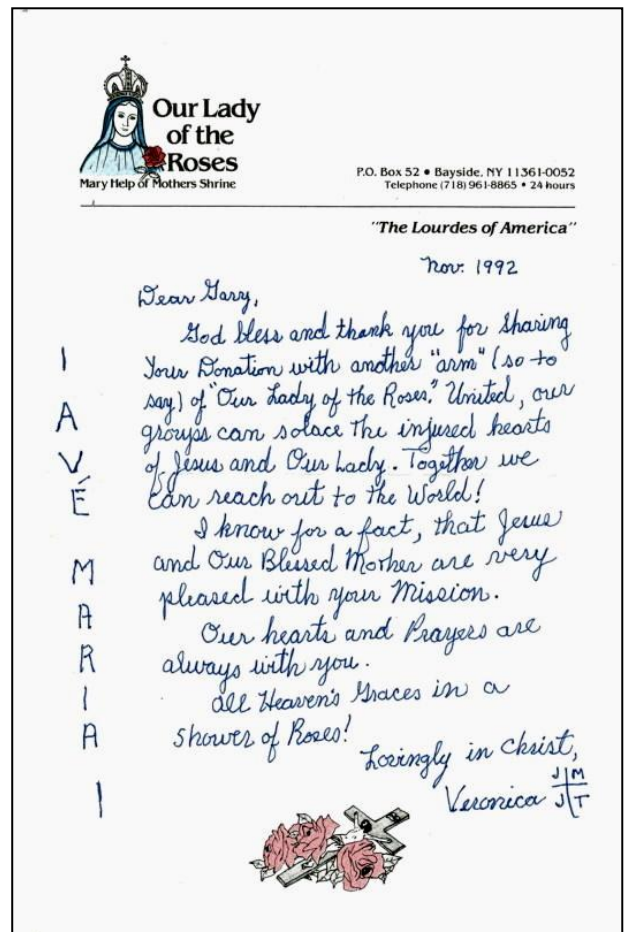 Our Lady
of the
Roses
Mary Help of Mothers Shrine
P.O. Box 52 • Bayside, NY 11361-0052
Telephone (718) 961-8865 • 24 hours
"The Lourdes of America"
Nov. 1992
Dear Gary,
God bless and thank you for Sharing
Your Donation with another "arm" (so to
say) of "Our Lady of the Roses." United, our
groups can solace the injured hearts
of Jesus and Our Lady. Together we
Can reach out to the World!
I know for a fact, that Jesus
and Our Blessed Mother are very
pleased with your Mission.
Our hearts and Prayers are
always with you.
All Heaven's Graces in a
Shower of Roses!
Lovingly in Christ,
Veronica
J M
J T
I AVÉ MARIA I